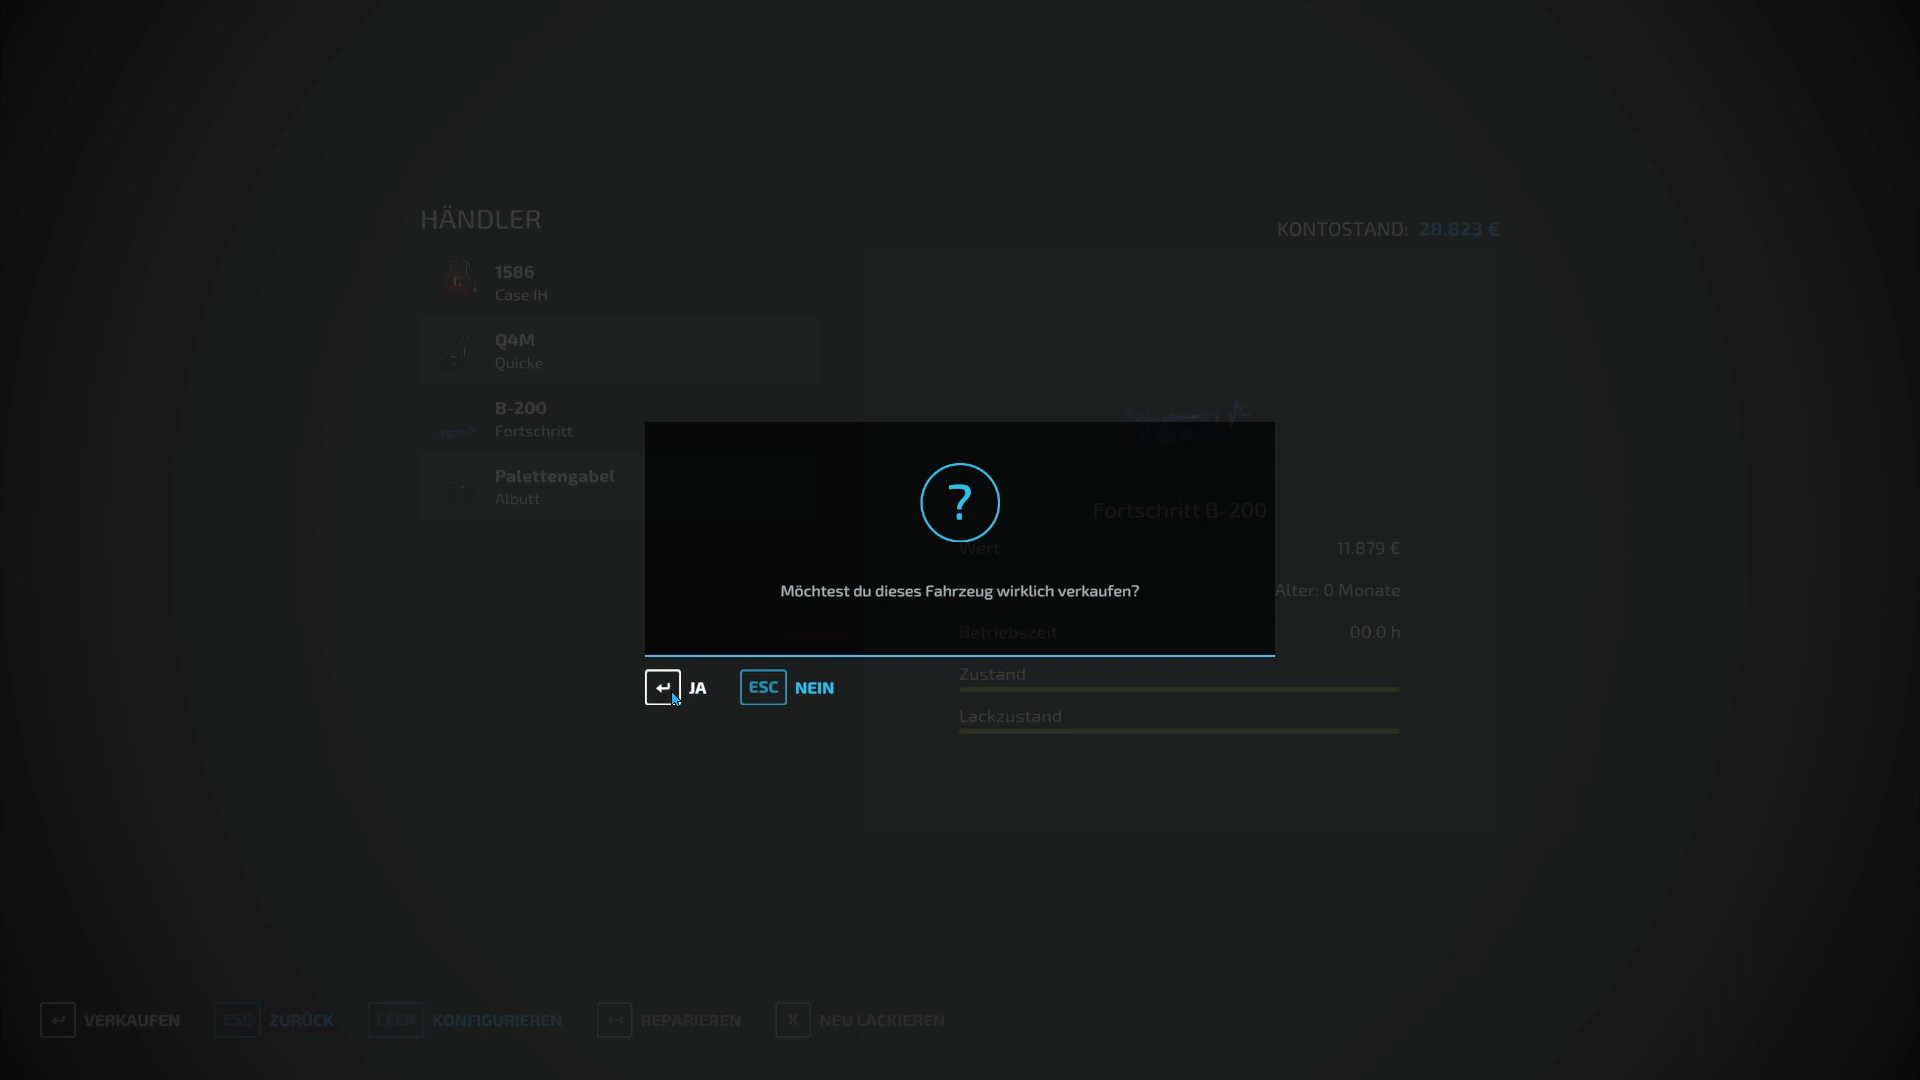 HÄNDLER
KONTOSTAND: 28.823 €
1586
Case IH
Q4M
Quicke
B-200
Fortschritt
Palettengabel
Albutt
?
Möchtest du dieses Fahrzeug wirklich verkaufen?
Fortschritt B-200
Wert 11.879 €
Alter: 0 Monate
Betriebszeit 00.0 h
Zustand
Lackzustand
JA ESC NEIN
VERKAUFEN ESC ZURÜCK LEER KONFIGURIEREN REPARIEREN X NEU LACKIEREN